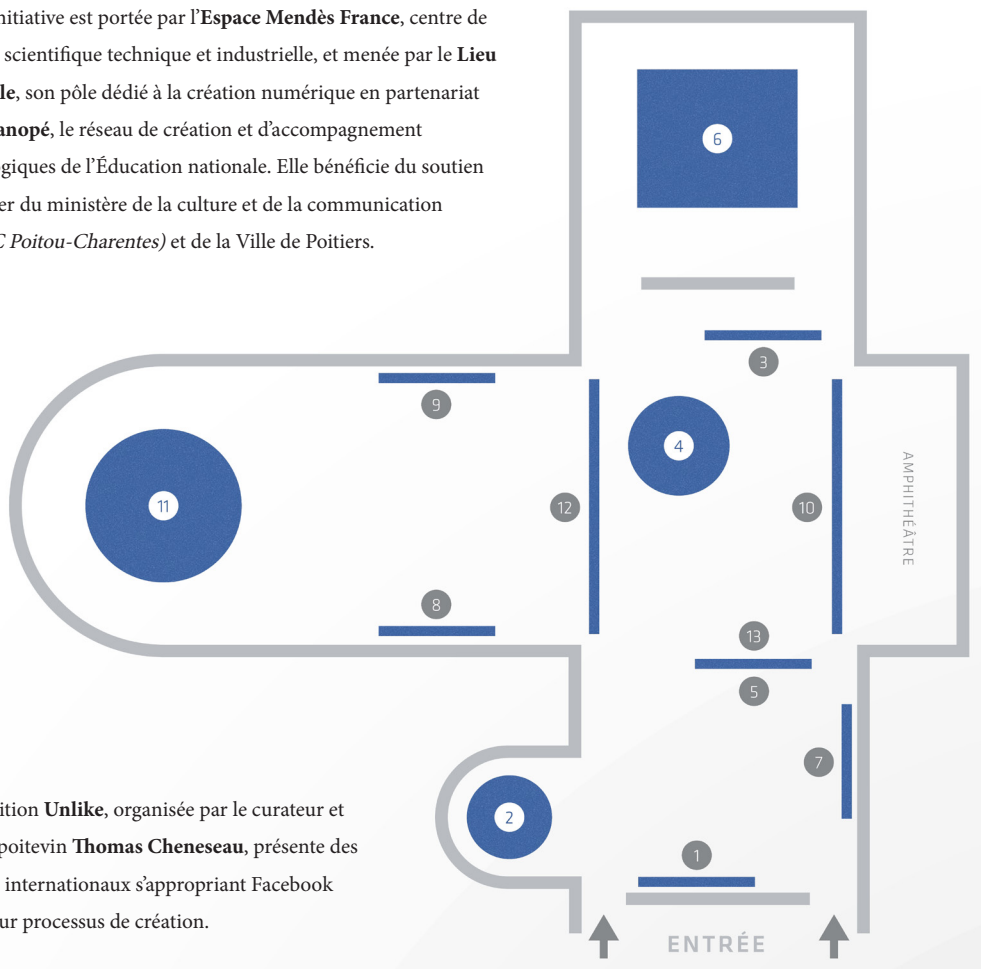 nitiative est portée par l'Espace Mendès France, centre de
scientifique technique et industrielle, et menée par le Lieu
le, son pôle dédié à la création numérique en partenariat
anopé, le réseau de création et d'accompagnement
giques de l'Éducation nationale. Elle bénéficie du soutien
er du ministère de la culture et de la communication
C Poitou-Charentes) et de la Ville de Poitiers.
6
3
9
4
11
12
10
AMPHITHÉÂTRE
8
13
5
7
2
1
ition Unlike, organisée par le curateur et
poitevin Thomas Cheneseau, présente des
internationaux s'appropriant Facebook
ur processus de création.
ENTRÉE